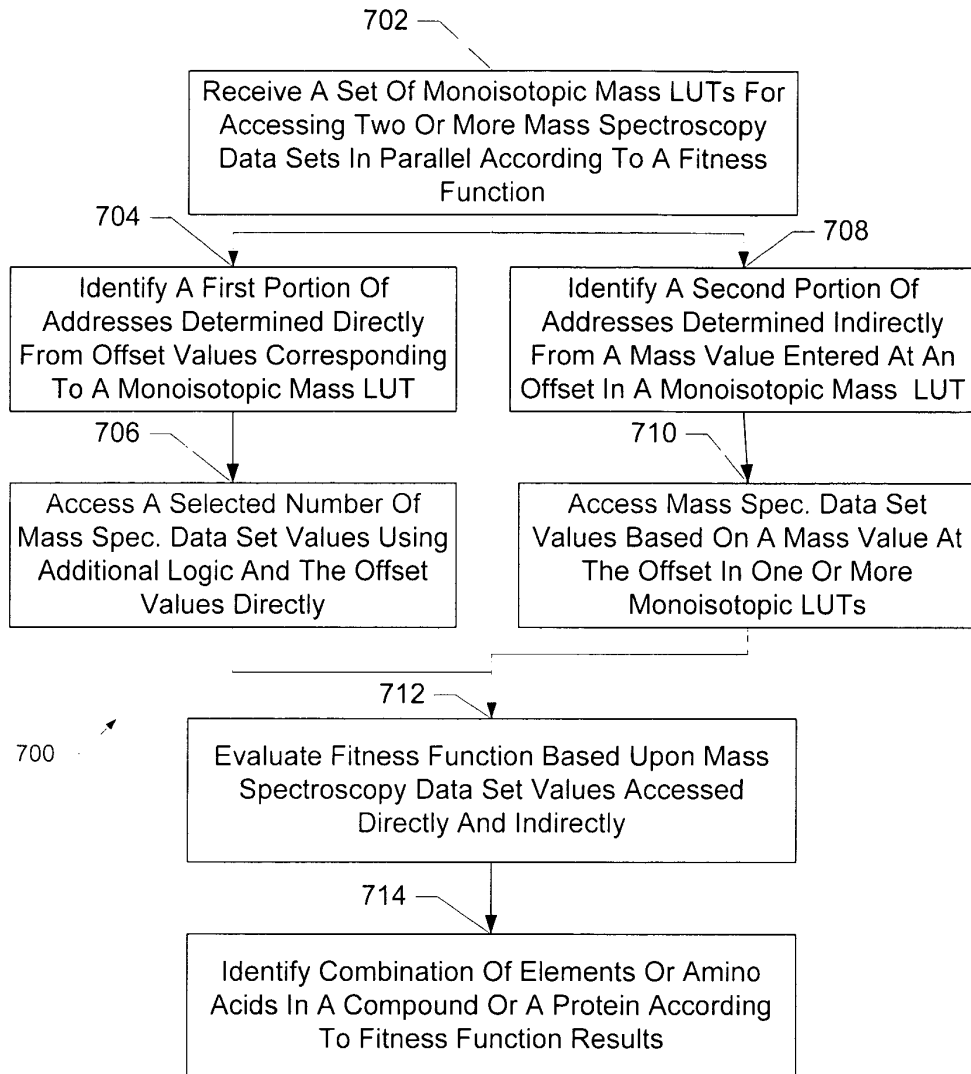 702
Receive A Set Of Monoisotopic Mass LUTs For
Accessing Two Or More Mass Spectroscopy
Data Sets In Parallel According To A Fitness
Function
704
708
Identify A First Portion Of
Addresses Determined Directly
From Offset Values Corresponding
To A Monoisotopic Mass LUT
Identify A Second Portion Of
Addresses Determined Indirectly
From A Mass Value Entered At An
Offset In A Monoisotopic Mass LUT
706
710
Access A Selected Number Of
Mass Spec. Data Set Values Using
Additional Logic And The Offset
Values Directly
Access Mass Spec. Data Set
Values Based On A Mass Value At
The Offset In One Or More
Monoisotopic LUTs
712
700
Evaluate Fitness Function Based Upon Mass
Spectroscopy Data Set Values Accessed
Directly And Indirectly
714
Identify Combination Of Elements Or Amino
Acids In A Compound Or A Protein According
To Fitness Function Results